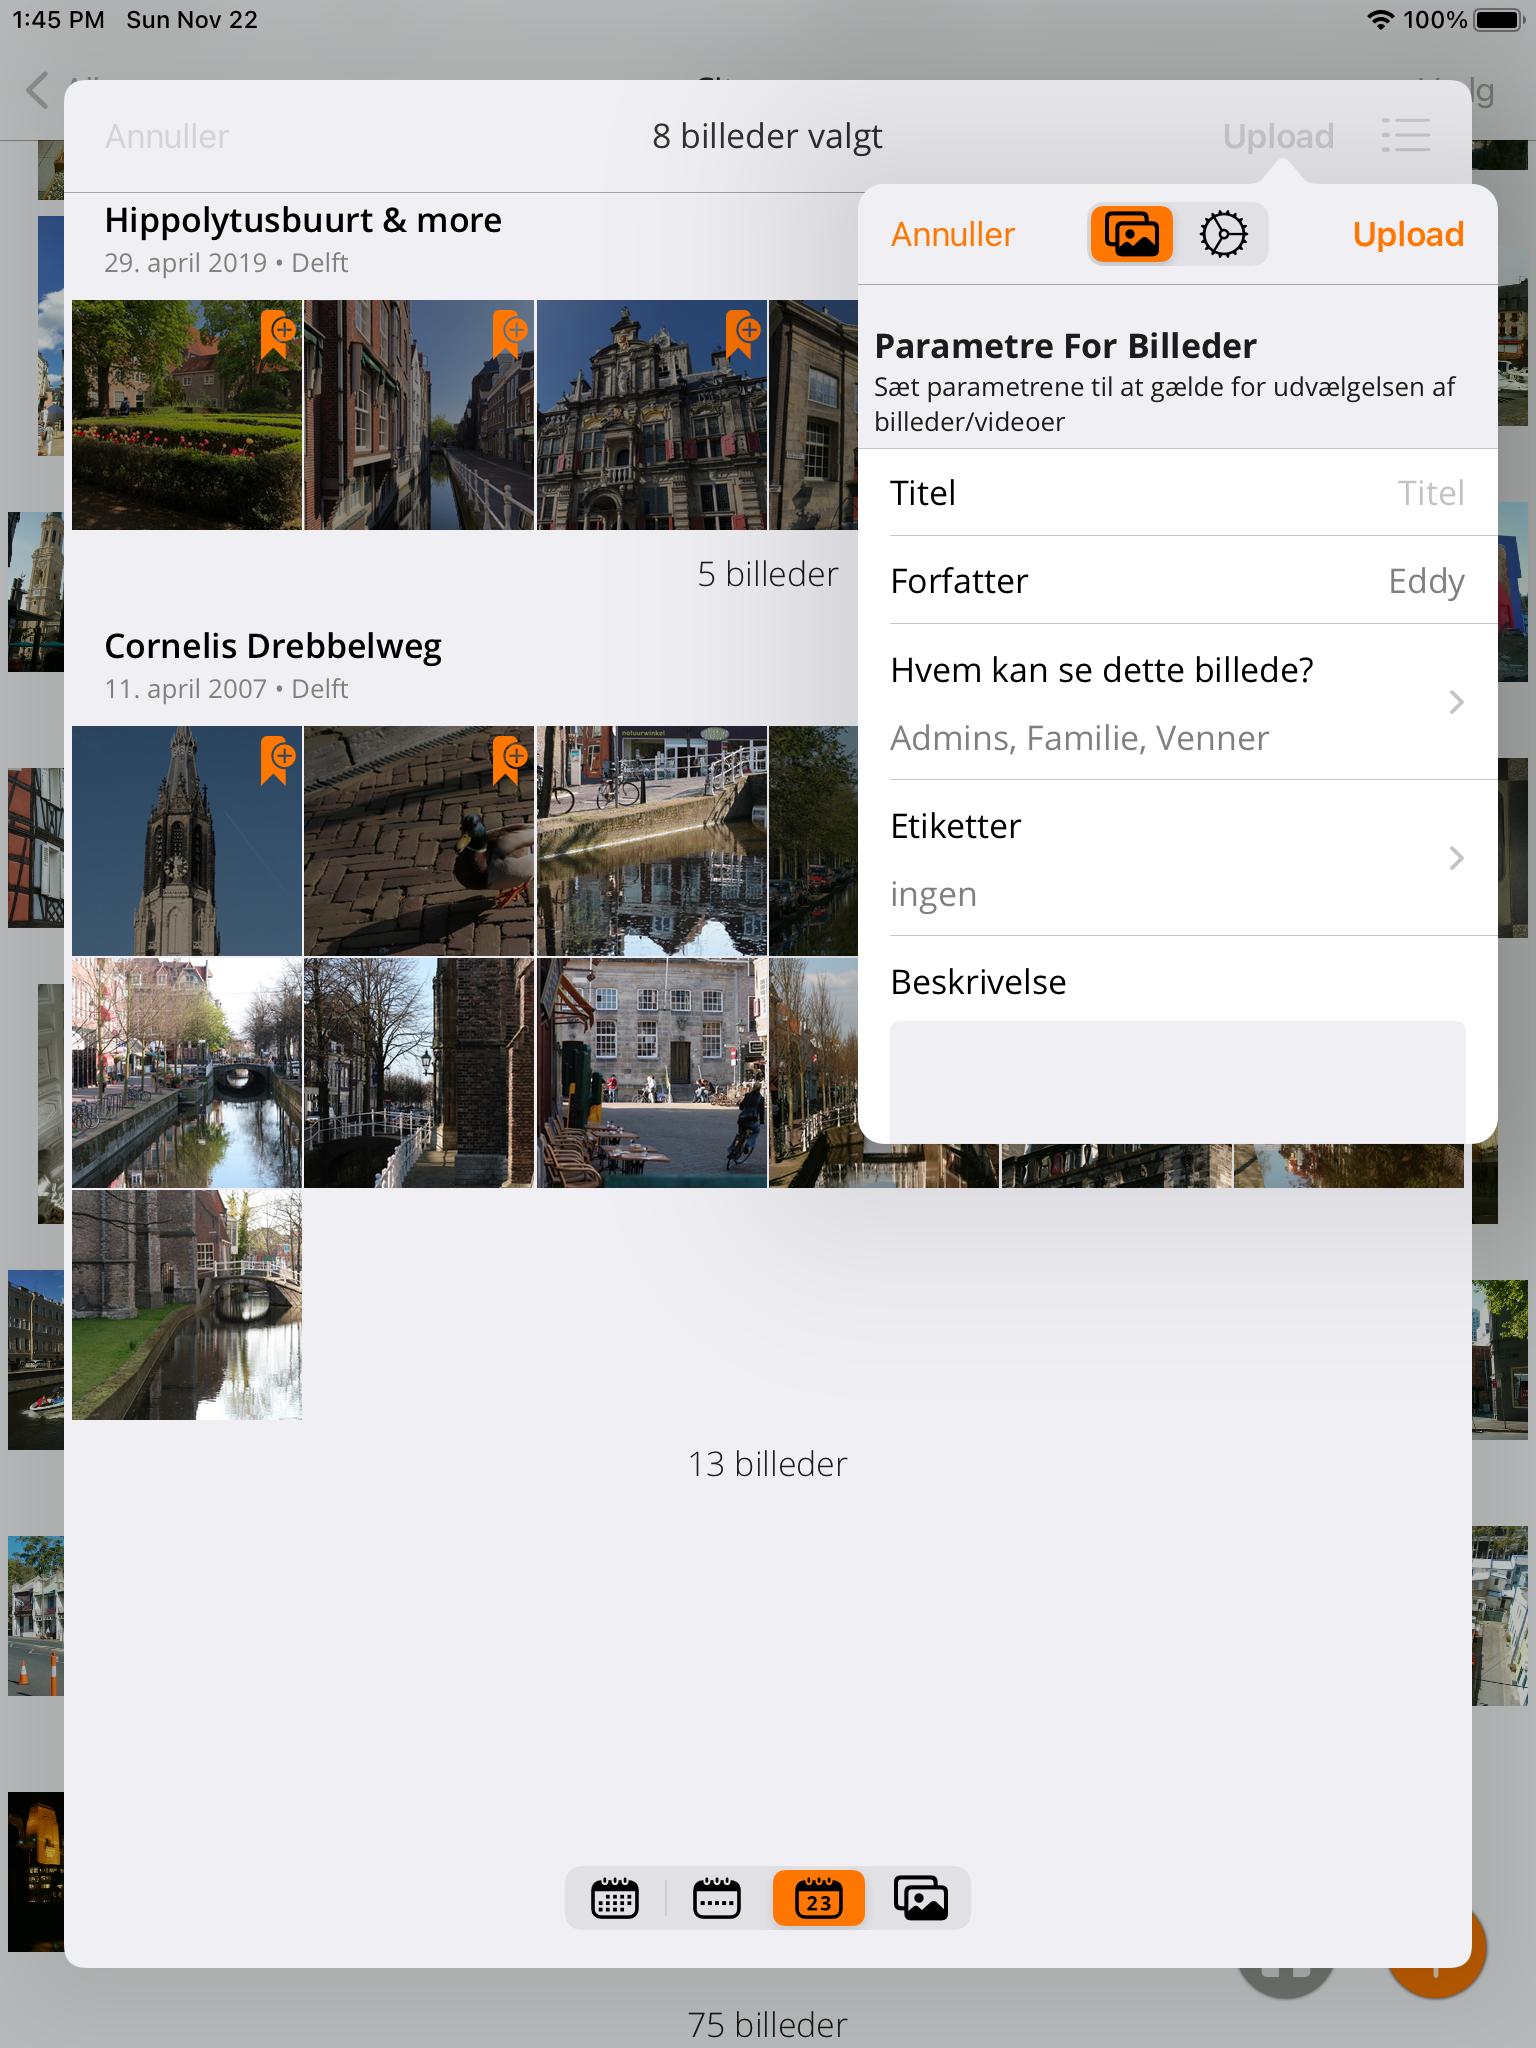 1:45 PM Sun Nov 22
100%
Annuller
8 billeder valgt
Upload
Hippolytusbuurt & more
29. april 2019 • Delft
Annuller
Upload
Parametre For Billeder
Sæt parametrene til at gælde for udvælgelsen af
billeder/videoer
Titel
Titel
Forfatter
Eddy
Hvem kan se dette billede?
Admins, Familie, Venner
Etiketter
ingen
Beskrivelse
5 billeder
Cornelis Drebbelweg
11. april 2007 • Delft
natuurwinkel
13 billeder
23
75 billeder